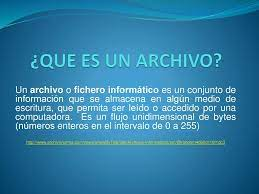 ¿QUE ES UN ARCHIVO?
Un archivo o fichero informático es un conjunto de
información que se almacena en algún medio de
escritura, que permita ser leído o accedido por una
computadora. Es un flujo unidimensional de bytes
(números enteros en el intervalo de 0 a 255)